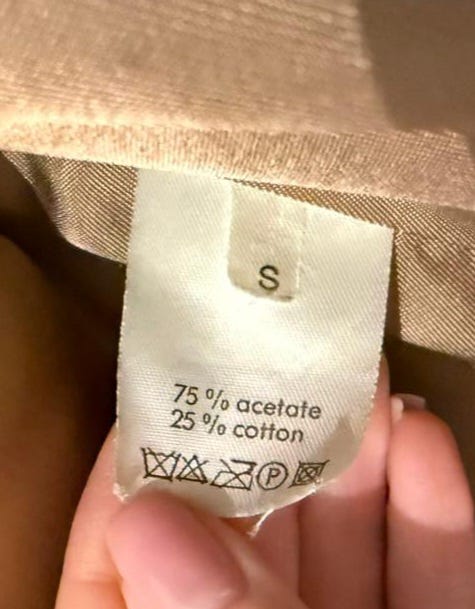 S
75 % acetate
25 % cotton
P